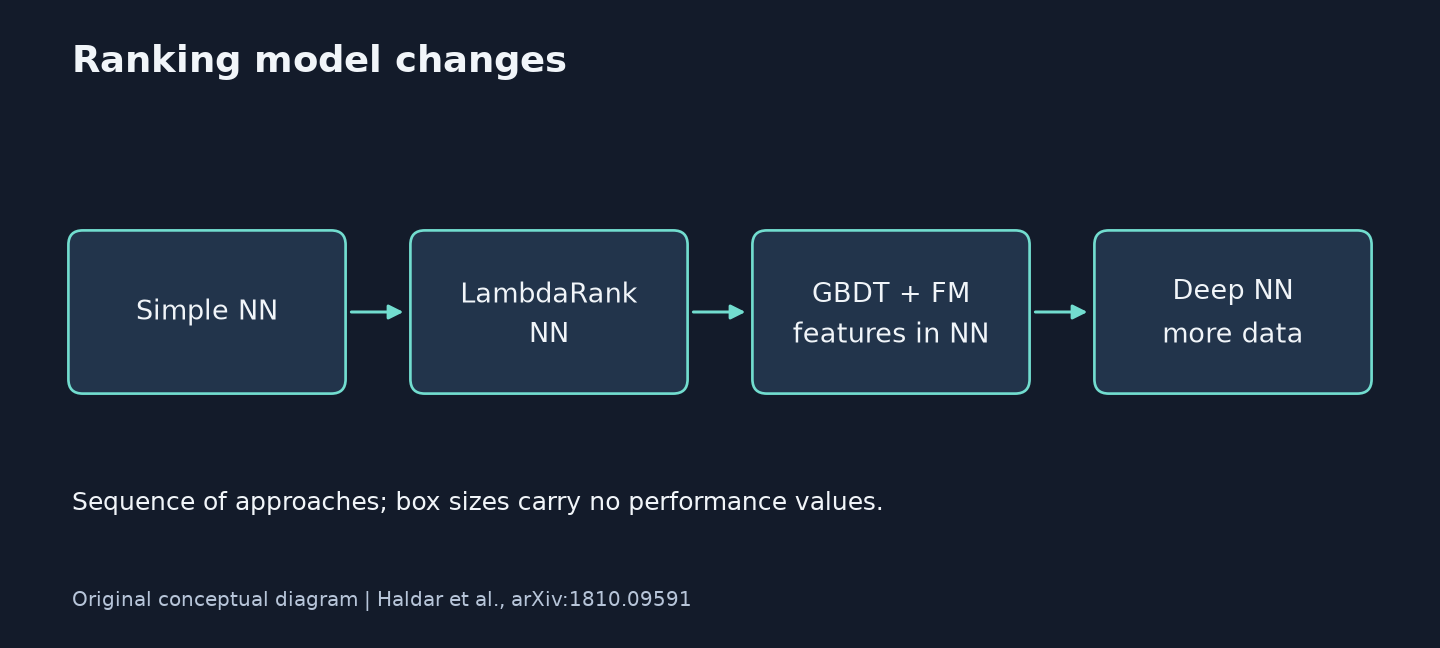 Ranking model changes
Simple NN
LambdaRank
NN
GBDT + FM
features in NN
Deep NN
more data
Sequence of approaches; box sizes carry no performance values.
Original conceptual diagram | Haldar et al., arXiv:1810.09591